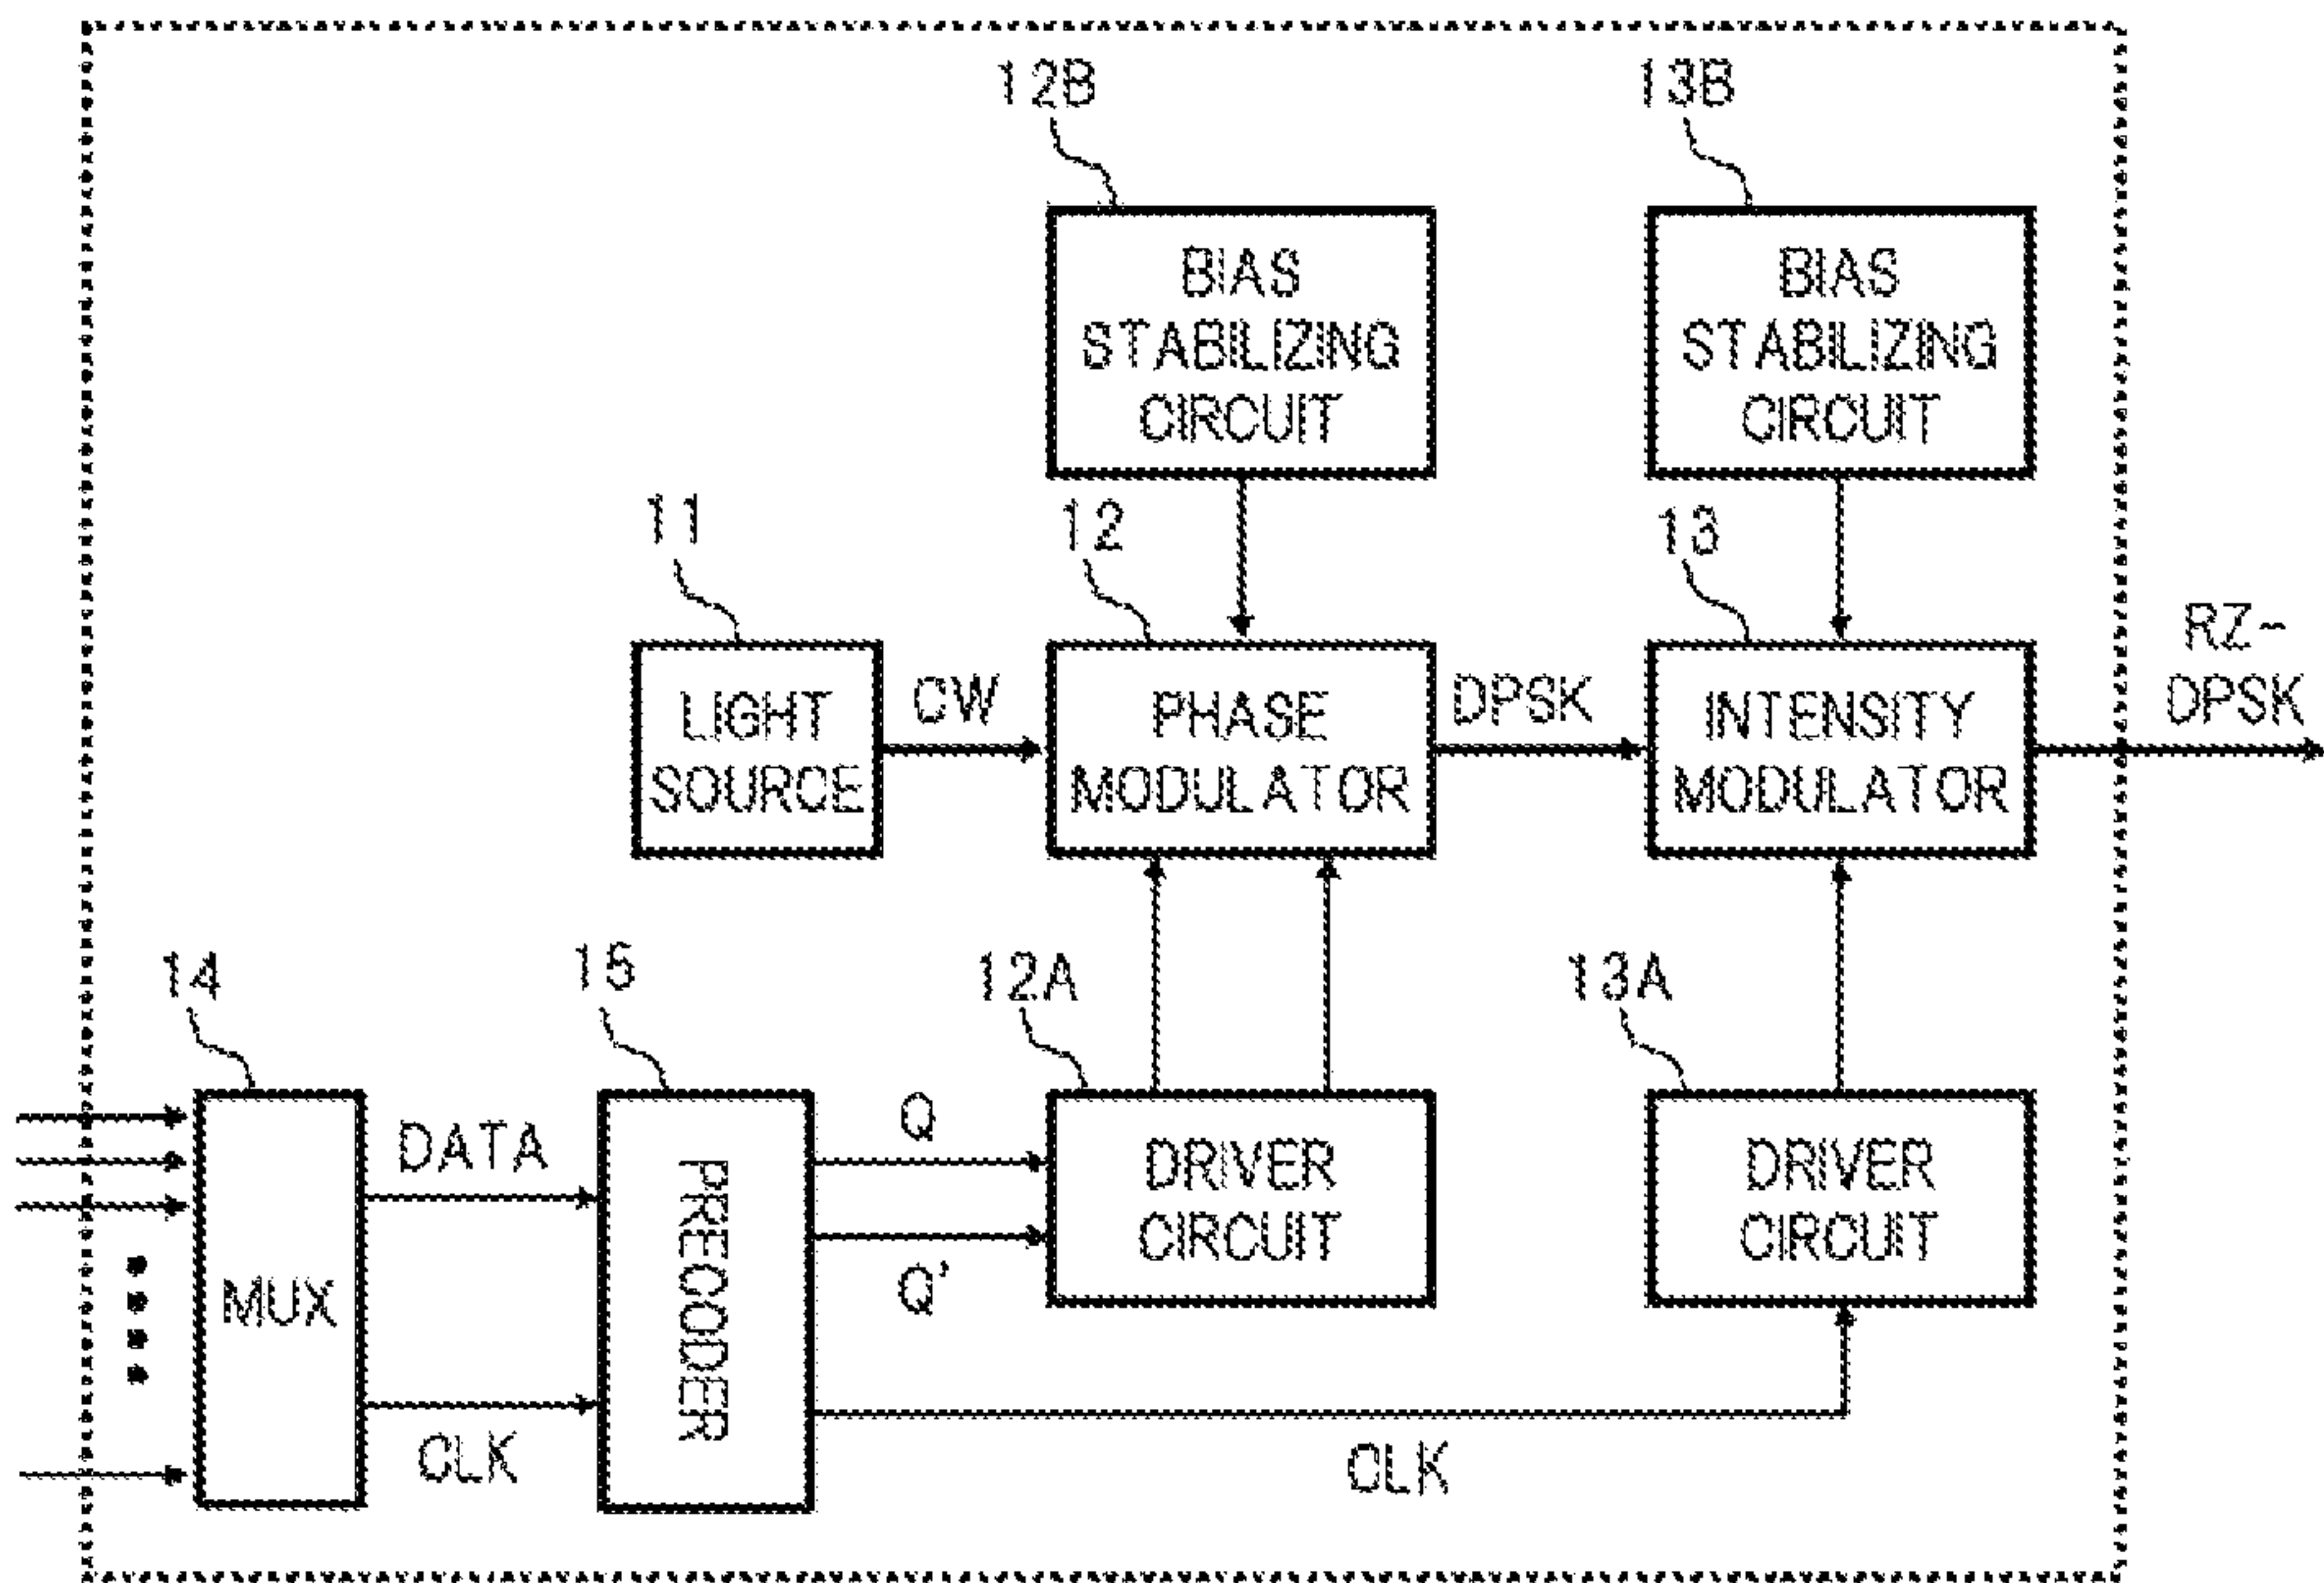 12B
13B
BIAS
STABILIZING
CIRCUIT
BIAS
STABILIZING
CIRCUIT
11
12
13
LIGHT
SOURCE
CW
PHASE
MODULATOR
DPSK
INTENSITY
MODULATOR
RZ-
DPSK
14
15
12A
13A
MUX
DATA
CLK
PRECODER
Q
Q'
DRIVER
CIRCUIT
DRIVER
CIRCUIT
CLK